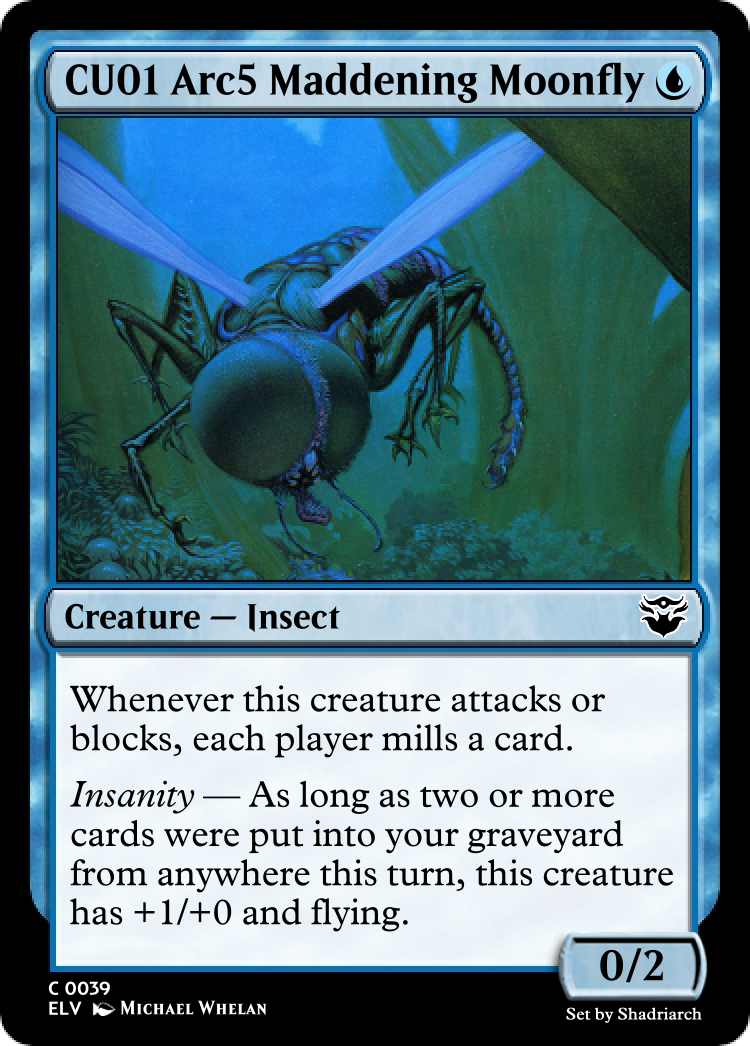 CU01 Arc5 Maddening Moonfly
Creature — Insect
Whenever this creature attacks or
blocks, each player mills a card.
Insanity — As long as two or more
cards were put into your graveyard
from anywhere this turn, this creature
has +1/+0 and flying.
0/2
C 0039
ELV Michael Whelan
Set by Shadriarch